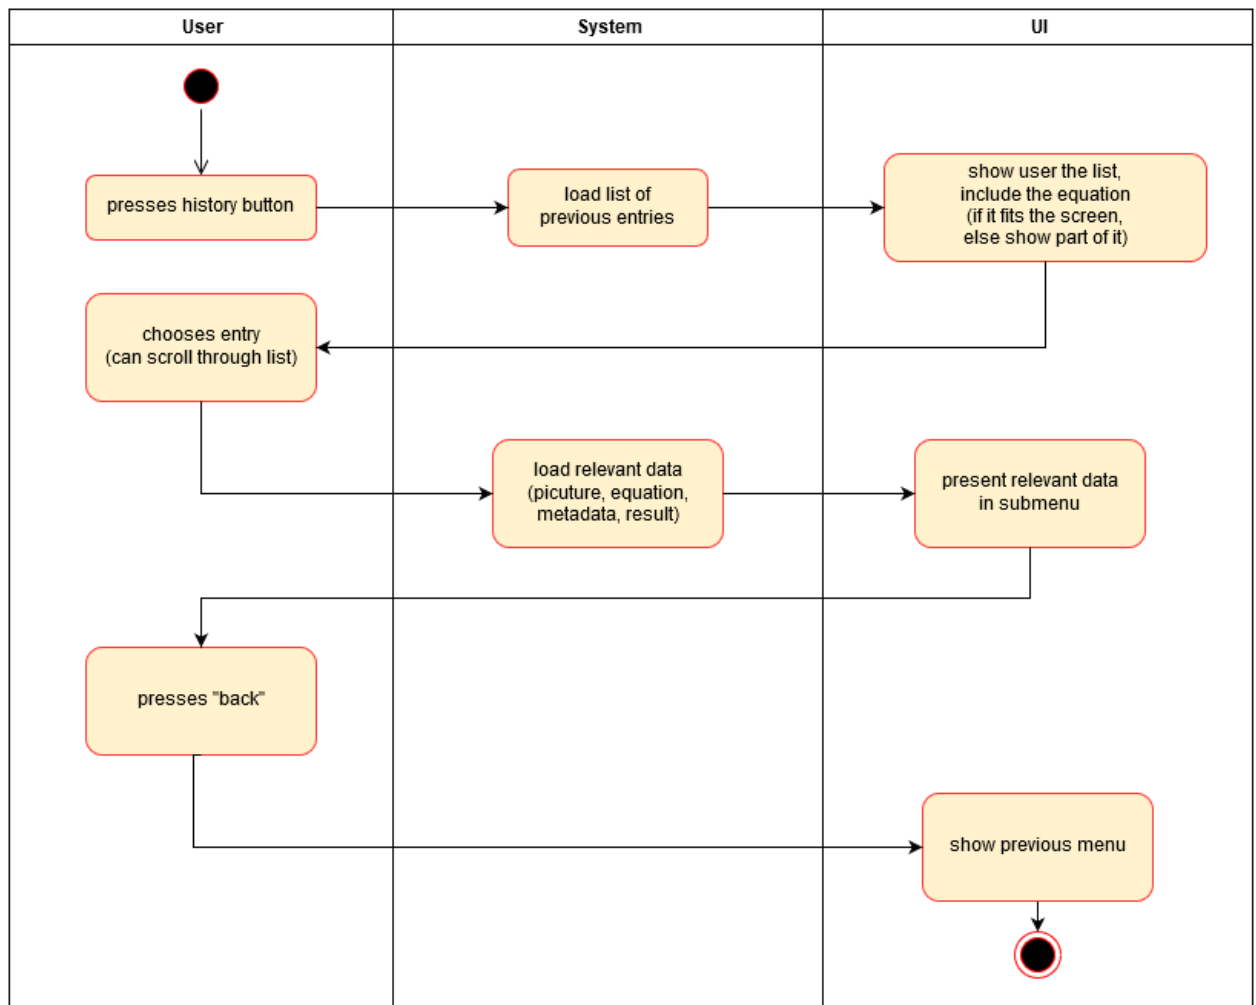 User
System
UI
presses history button
load list of
previous entries
show user the list,
include the equation
(if it fits the screen,
else show part of it)
chooses entry
(can scroll through list)
load relevant data
(picuture, equation,
metadata, result)
present relevant data
in submenu
presses "back"
show previous menu